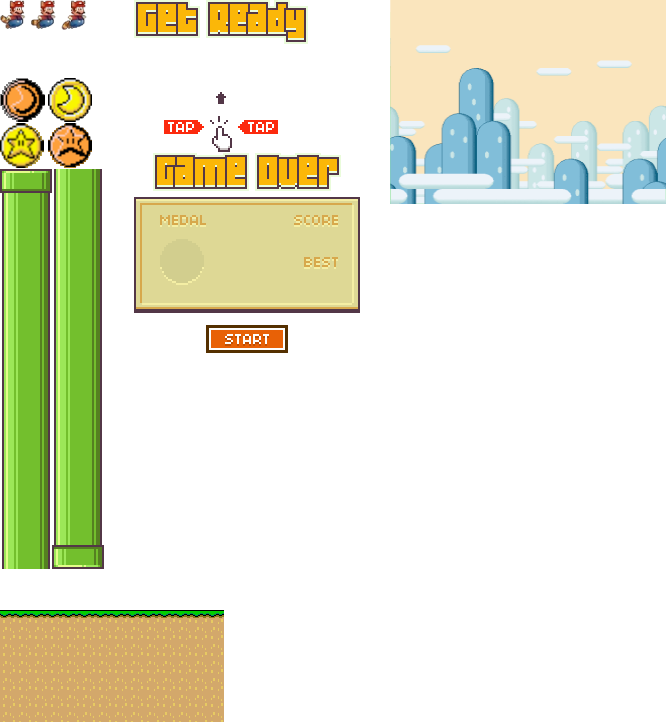 Get Ready
TAP TAP
Game Over
MEDAL SCORE
BEST
START